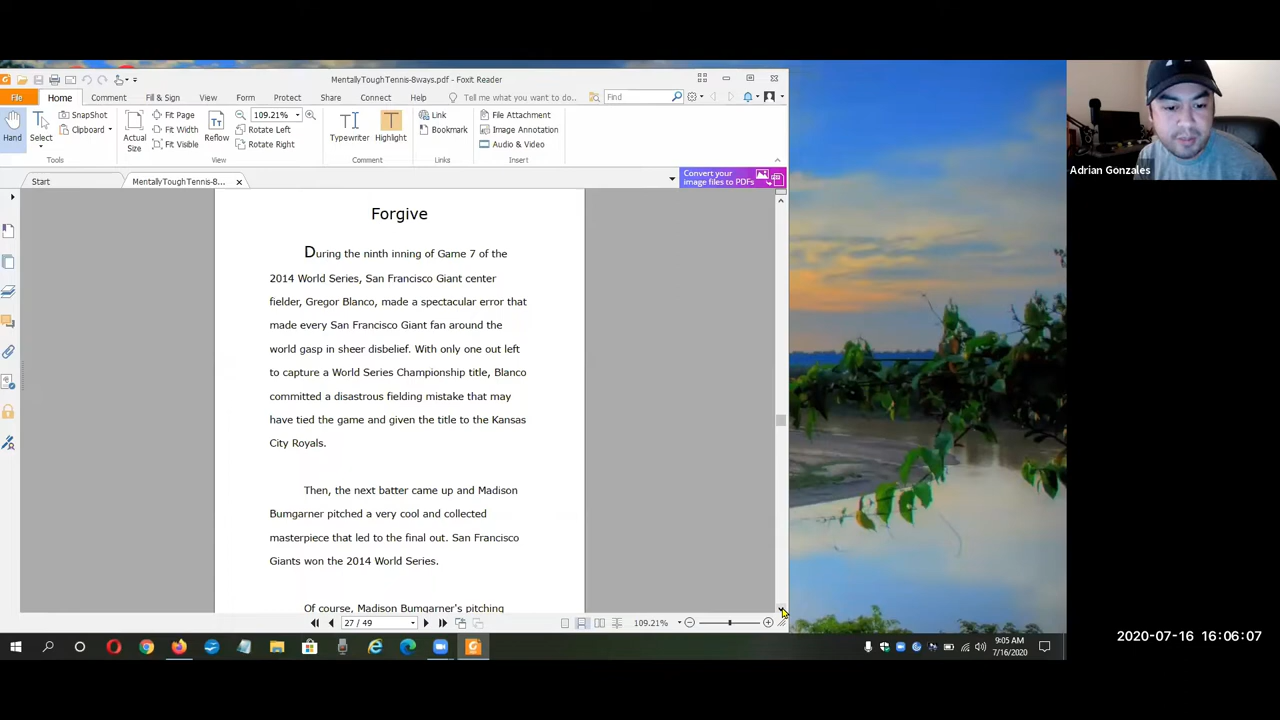 MentallyToughTennis-8ways.pdf - Foxit Reader
File Home Comment Fill & Sign View Form Protect Share Connect Help Tell me what you want to do.. Find
Hand
Select
SnapShot
Clipboard
Tools
Actual Size
Fit Page
Fit Width
Fit Visible
Reflow
109.21%
Rotate Left
Rotate Right
View
Typewriter
Highlight
Comment
Link
Bookmark
Links
File Attachment
Image Annotation
Audio & Video
Insert
Start
MentallyToughTennis-8...
Convert your
image files to PDFs
Forgive
During the ninth inning of Game 7 of the
2014 World Series, San Francisco Giant center
fielder, Gregor Blanco, made a spectacular error that
made every San Francisco Giant fan around the
world gasp in sheer disbelief. With only one out left
to capture a World Series Championship title, Blanco
committed a disastrous fielding mistake that may
have tied the game and given the title to the Kansas
City Royals.
Then, the next batter came up and Madison
Bumgarner pitched a very cool and collected
masterpiece that led to the final out. San Francisco
Giants won the 2014 World Series.
Of course, Madison Bumgarner's pitching
27 / 49
109.21%
9:05 AM
7/16/2020
Adrian Gonzales
2020-07-16 16:06:07